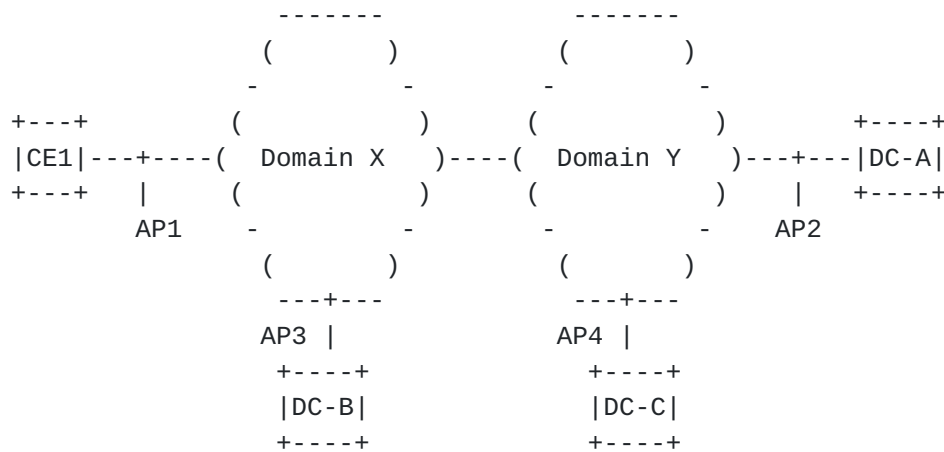 -------            -------
                (       )          (       )
               -         -        -         -
+---+         (           )      (           )        +----+
|CE1|---+----(  Domain X   )----(  Domain Y   )---+---|DC-A|
+---+   |     (           )      (           )    |   +----+
        AP1    -         -        -         -    AP2
                (       )          (       )
                 ---+---            ---+---
                AP3 |              AP4 |
                 +----+              +----+
                 |DC-B|              |DC-C|
                 +----+              +----+